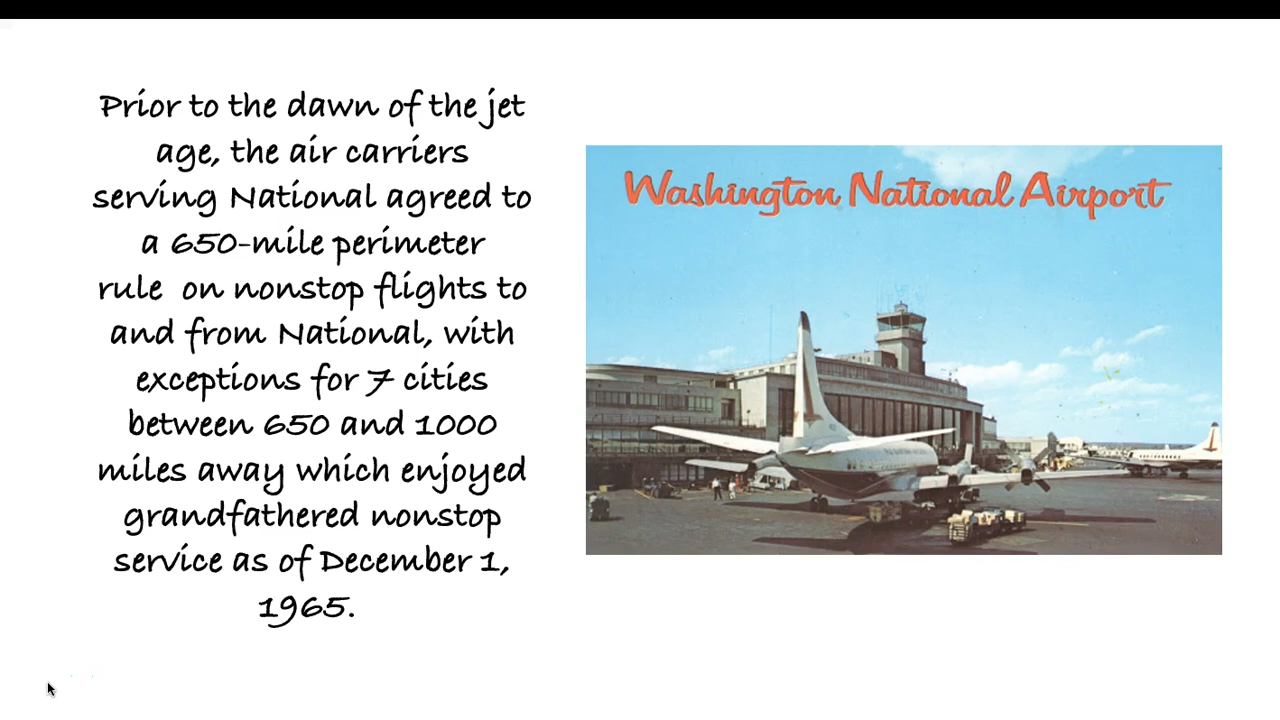 Prior to the dawn of the jet
age, the air carriers
serving National agreed to
a 650-mile perimeter
rule  on nonstop flights to
and from National, with
exceptions for 7 cities
between 650 and 1000
miles away which enjoyed
grandfathered nonstop
service as of December 1,
1965.
Washington National Airport